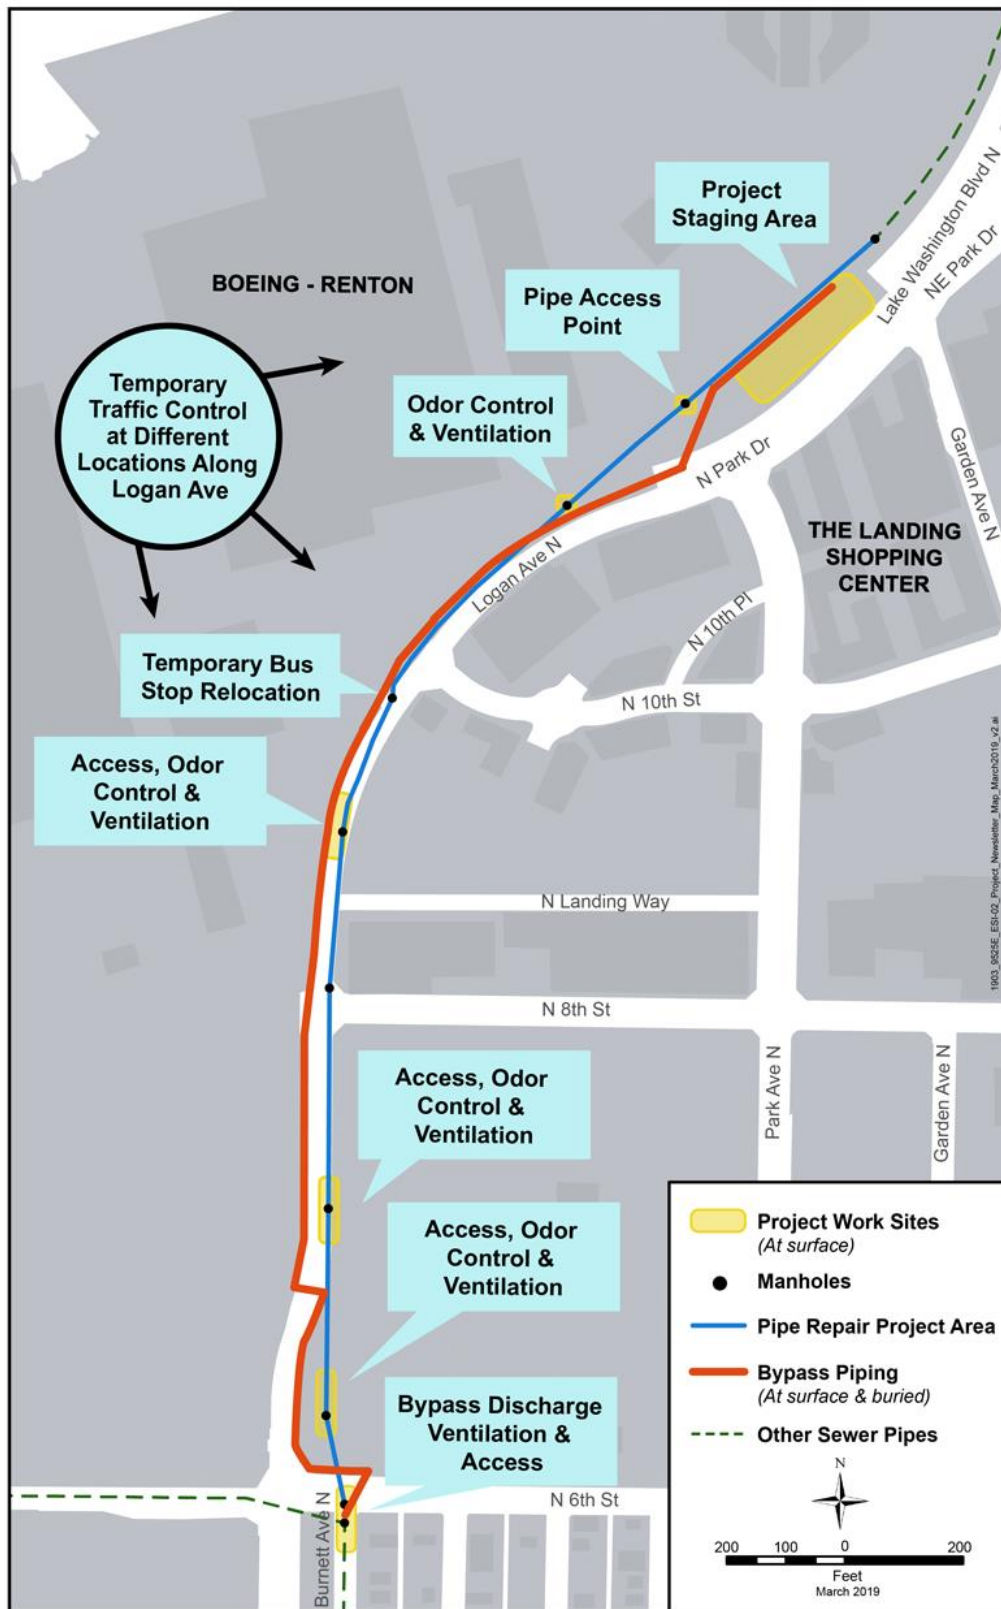 Project
Staging Area
Lake Washington Blvd N
NE Park Dr
BOEING - RENTON
Pipe Access
Point
Temporary
Traffic Control
at Different
Locations Along
Logan Ave
Odor Control
& Ventilation
N Park Dr
Garden Ave N
THE LANDING
SHOPPING
CENTER
Logan Ave N
N 10th Pl
Temporary Bus
Stop Relocation
N 10th St
Access, Odor
Control &
Ventilation
1903_9525E_ESI-02_Project_Newsletter_Map_March2019_v2.ai
N Landing Way
N 8th St
Access, Odor
Control &
Ventilation
Park Ave N
Garden Ave N
Access, Odor
Control &
Ventilation
Bypass Discharge
Ventilation &
Access
N 6th St
Burnett Ave N
Project Work Sites
(At surface)
Manholes
Pipe Repair Project Area
Bypass Piping
(At surface & buried)
Other Sewer Pipes
N
200 100 0 200
Feet
March 2019